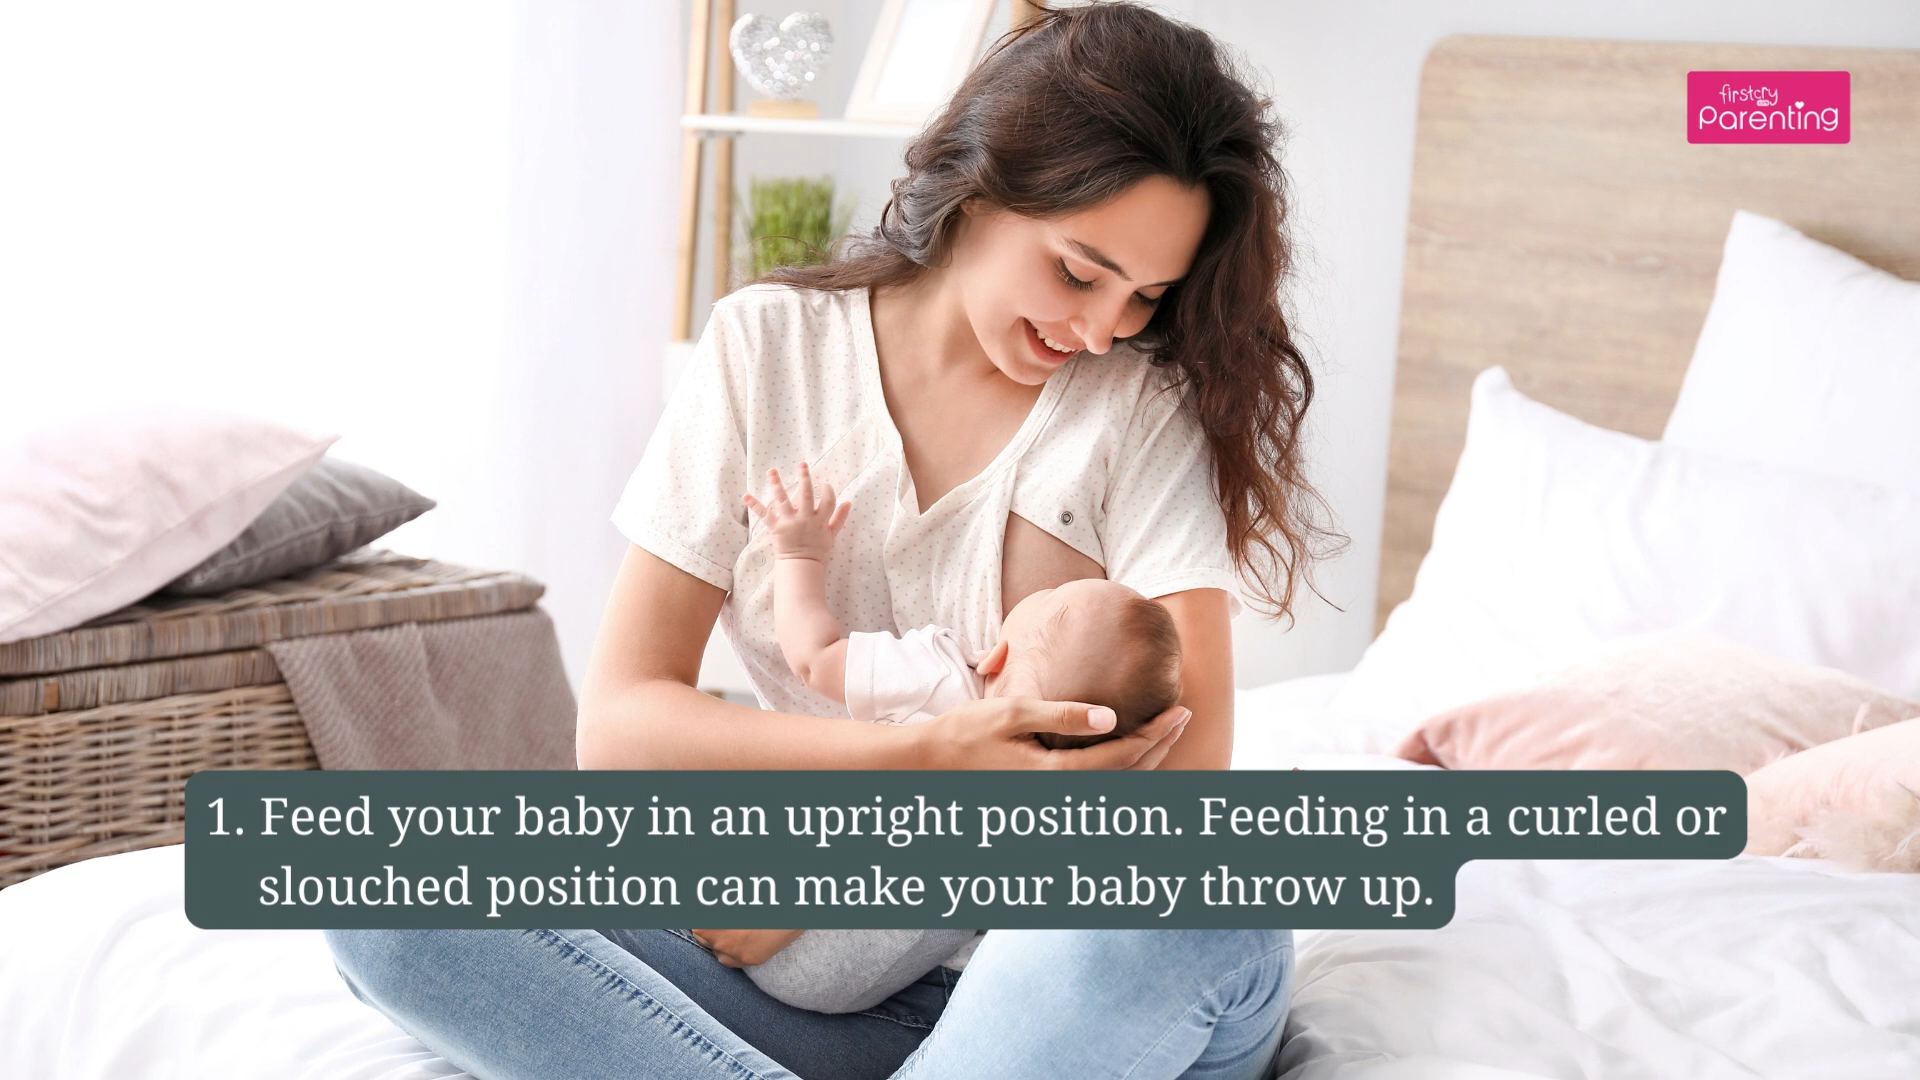 firstcry
.com
Parenting
1. Feed your baby in an upright position. Feeding in a curled or
slouched position can make your baby throw up.